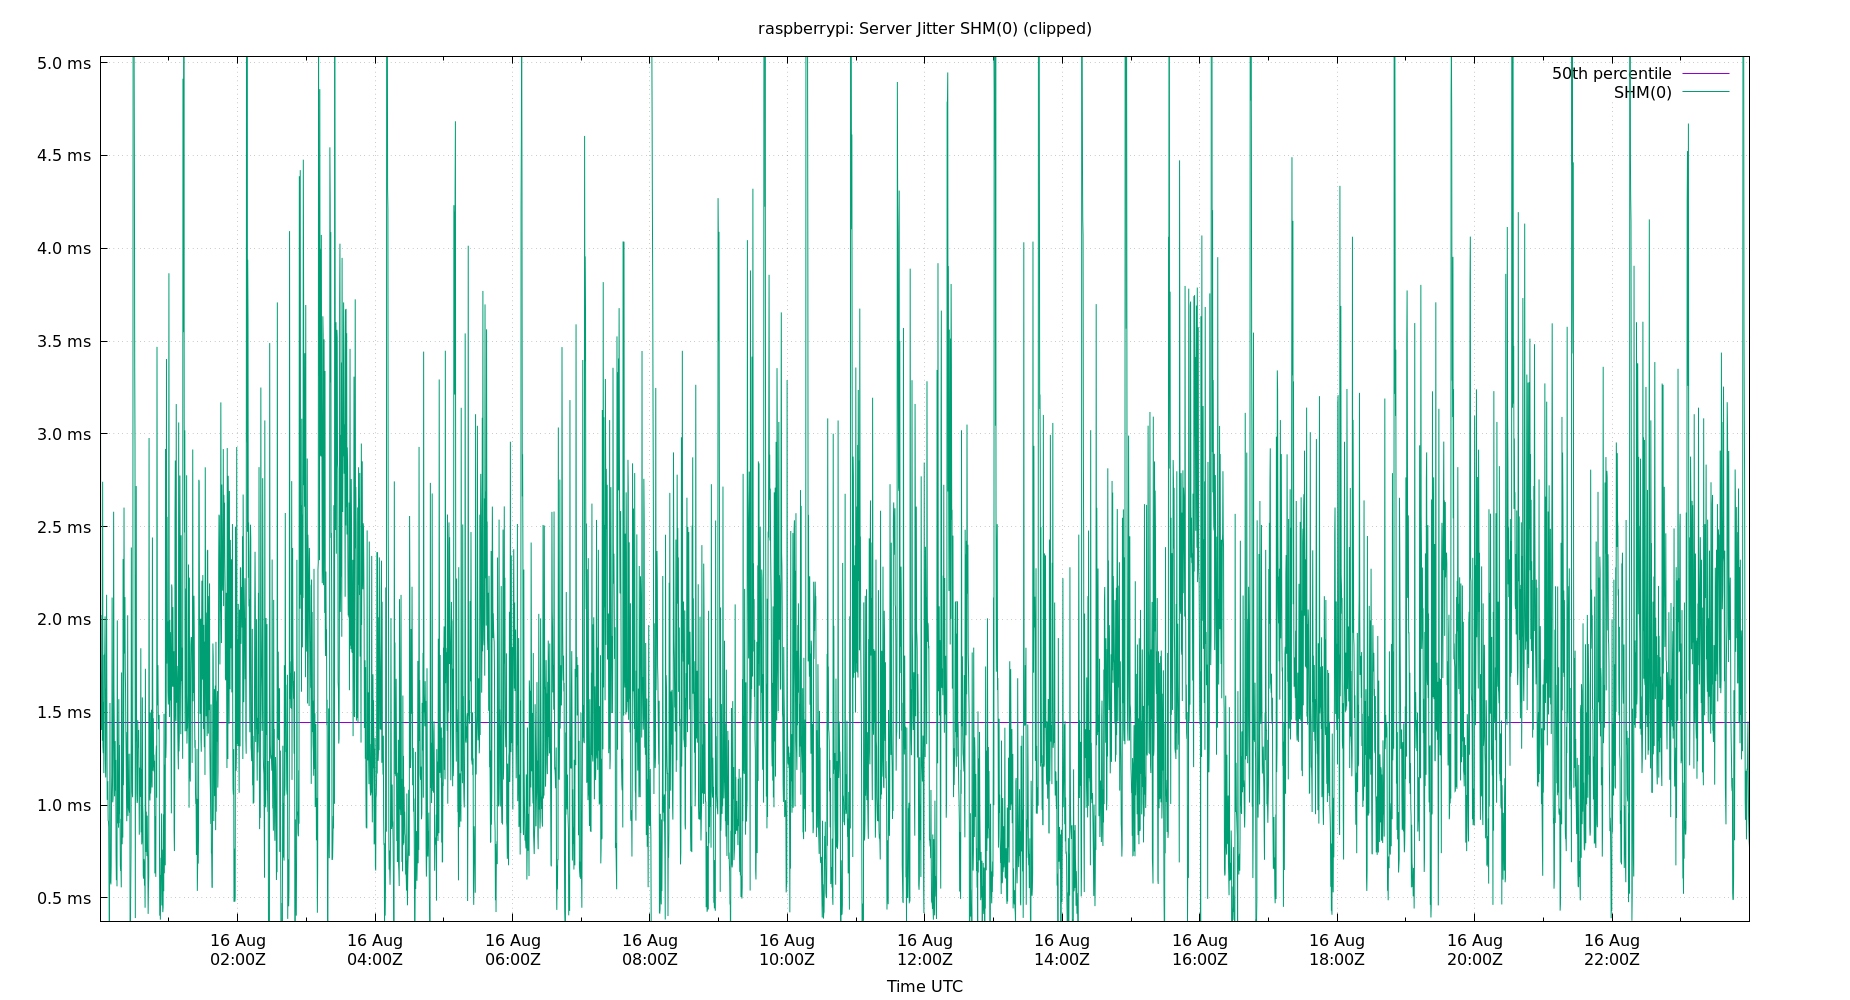 raspberrypi: Server Jitter SHM(0) (clipped)
5.0 ms
4.5 ms
4.0 ms
3.5 ms
3.0 ms
2.5 ms
2.0 ms
1.5 ms
1.0 ms
0.5 ms
50th percentile
SHM(0)
16 Aug 16 Aug 16 Aug 16 Aug 16 Aug 16 Aug 16 Aug 16 Aug 16 Aug 16 Aug 16 Aug
02:00Z 04:00Z 06:00Z 08:00Z 10:00Z 12:00Z 14:00Z 16:00Z 18:00Z 20:00Z 22:00Z
Time UTC